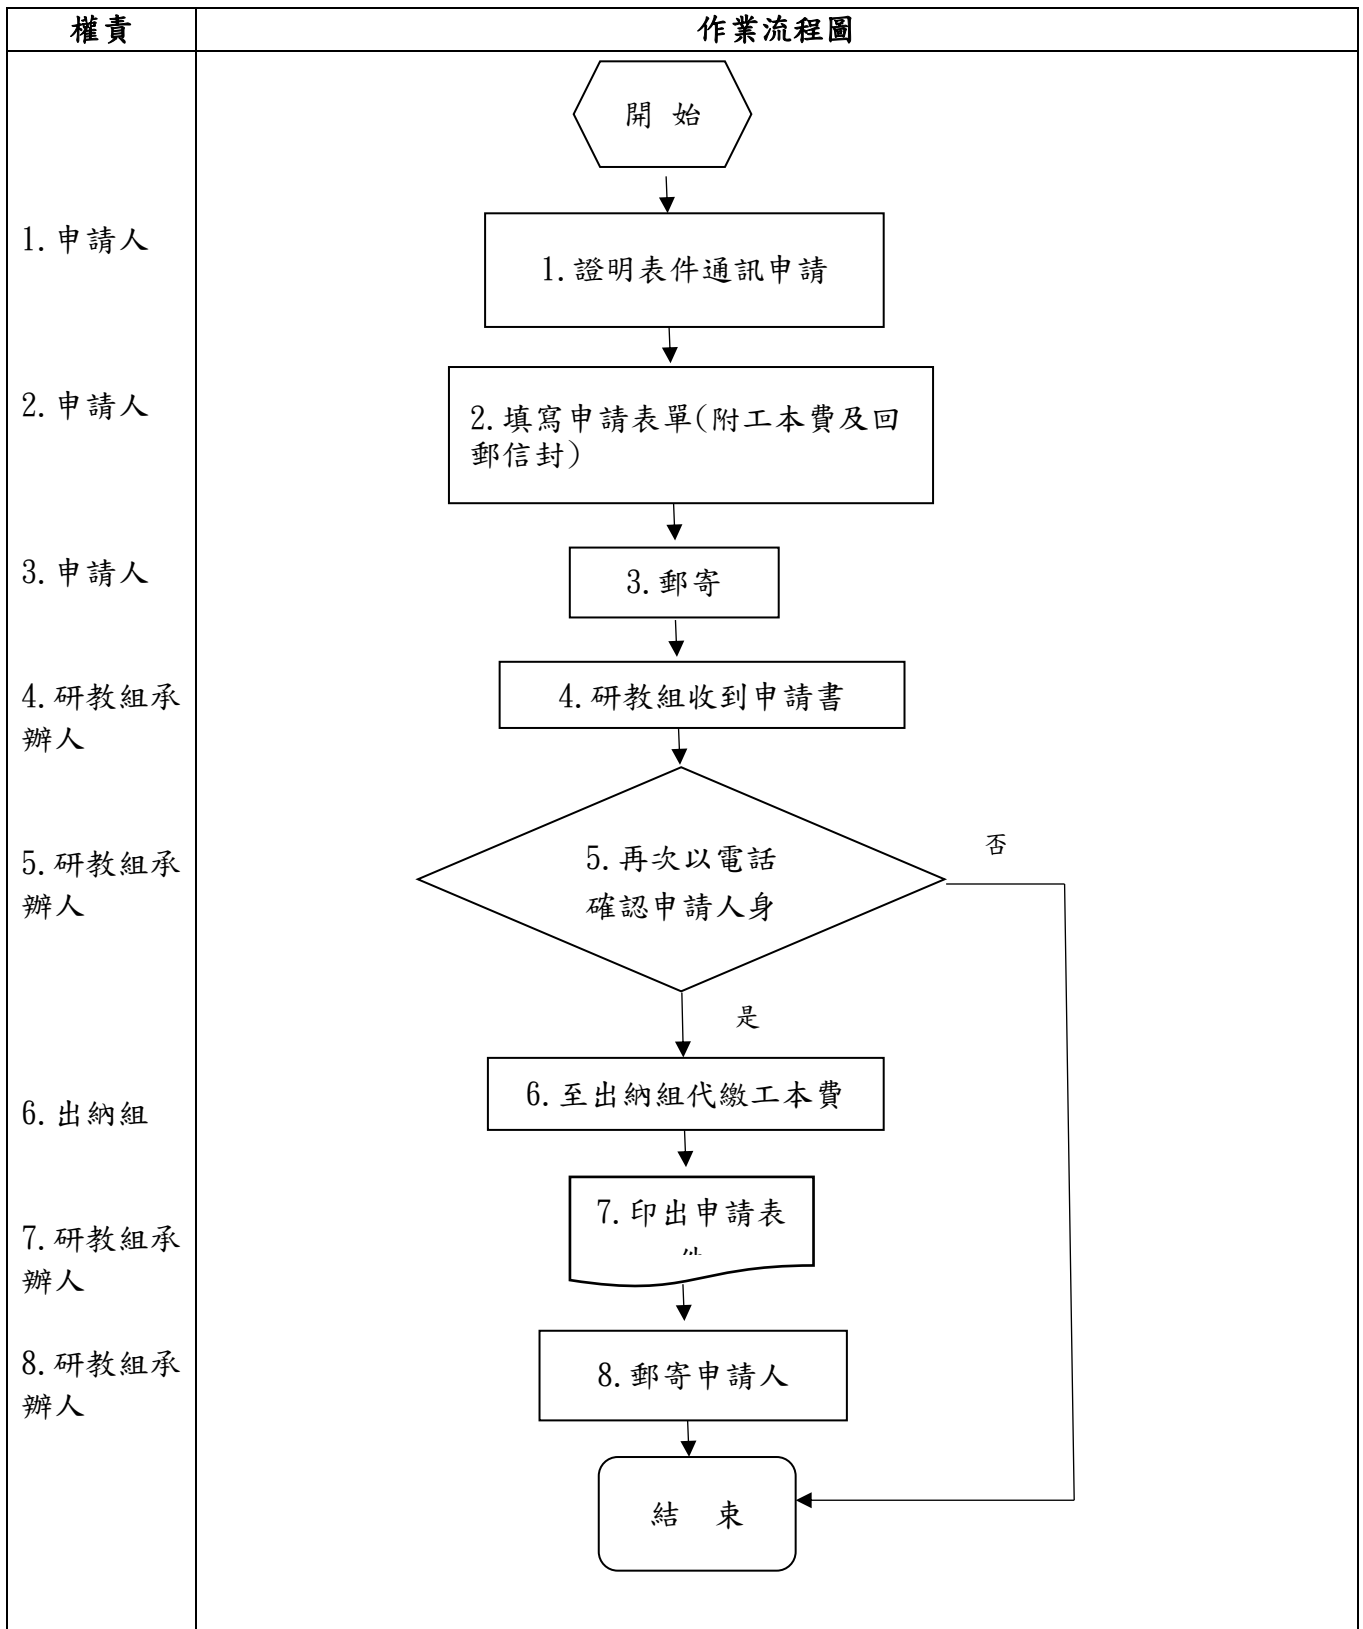 權責
作業流程圖
開 始
1.申請人
1.證明表件通訊申請
2.申請人
2.填寫申請表單(附工本費及回
郵信封)
3.申請人
3.郵寄
4.研教組承
辦人
4.研教組收到申請書
5.研教組承
辦人
5.再次以電話
確認申請人身
否
是
6.出納組
6.至出納組代繳工本費
7.研教組承
辦人
7.印出申請表
8.研教組承
辦人
8.郵寄申請人
結 束